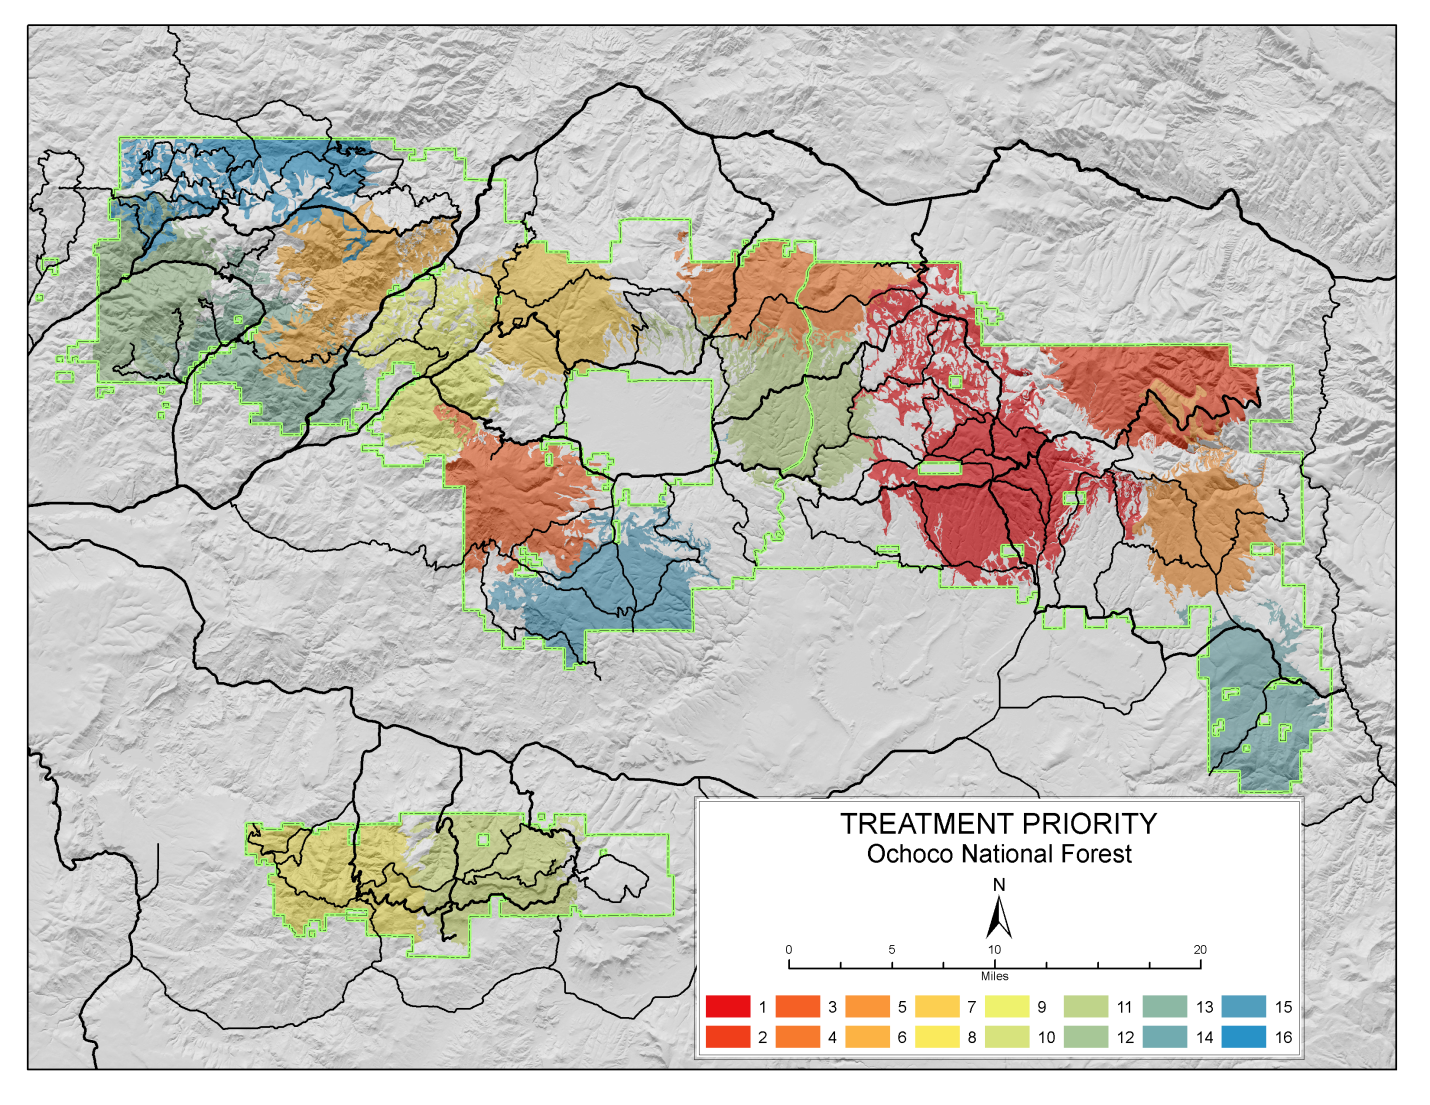 TREATMENT PRIORITY
Ochoco National Forest
N
0 5 10 20
Miles
1 3 5 7 9 11 13 15
2 4 6 8 10 12 14 16